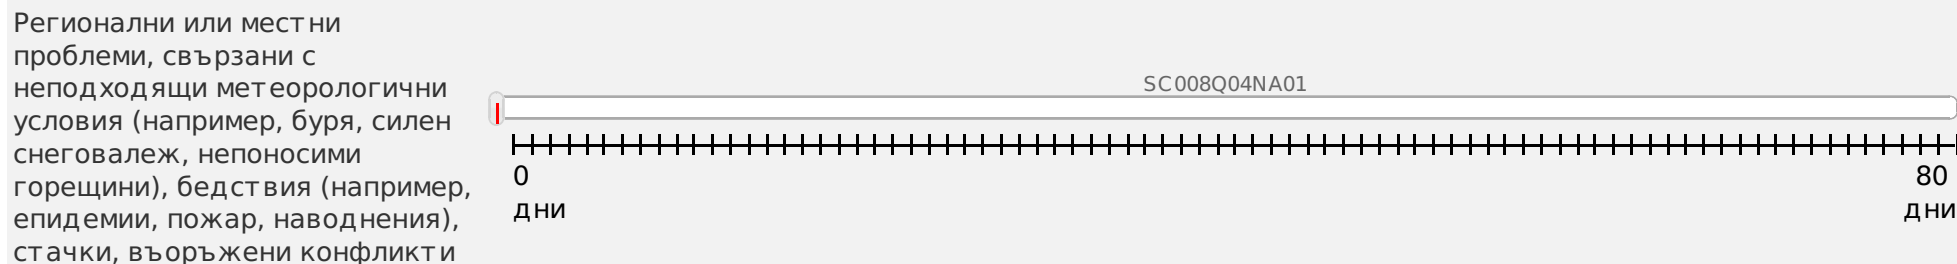 Регионални или местни
проблеми, свързани с
неподходящи метеорологични
условия (например, буря, силен
снеговалеж, непоносими
горещини), бедствия (например,
епидемии, пожар, наводнения),
стачки, въоръжени конфликти
SC008Q04NA01
0 80
дни дни